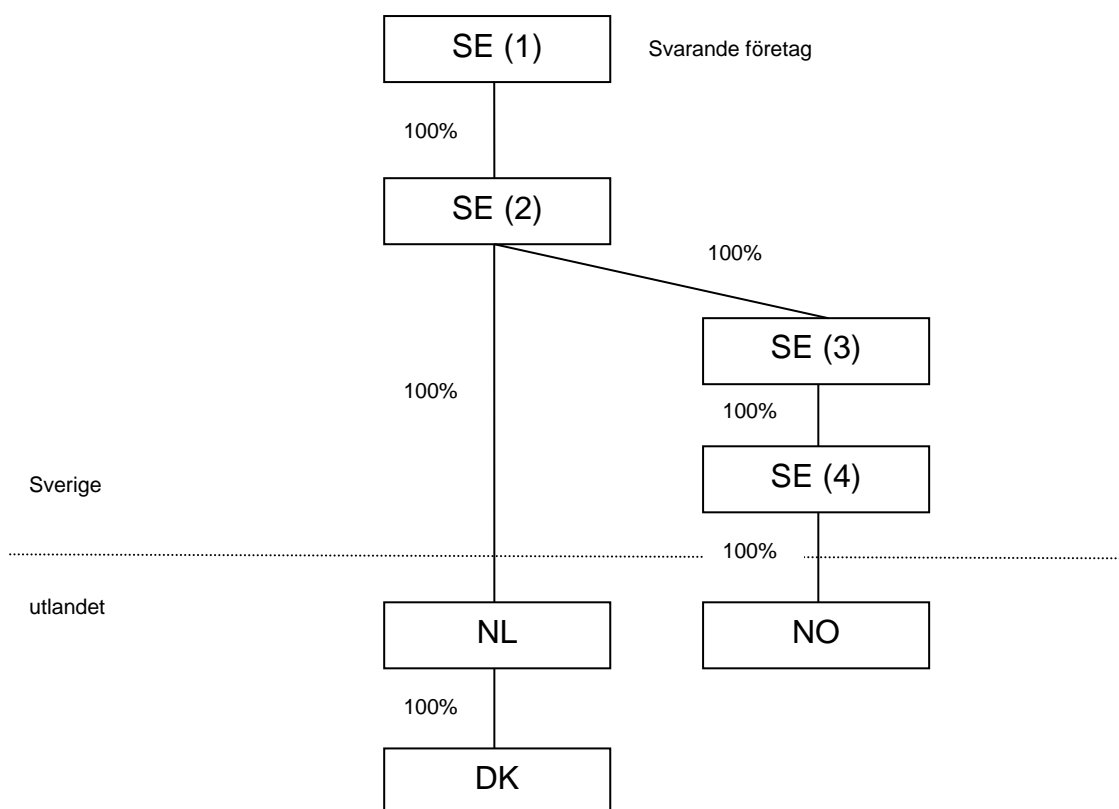 SE (1)
Svarande företag
100%
SE (2)
100%
SE (3)
100%
100%
SE (4)
Sverige
100%
utlandet
NL
NO
100%
DK